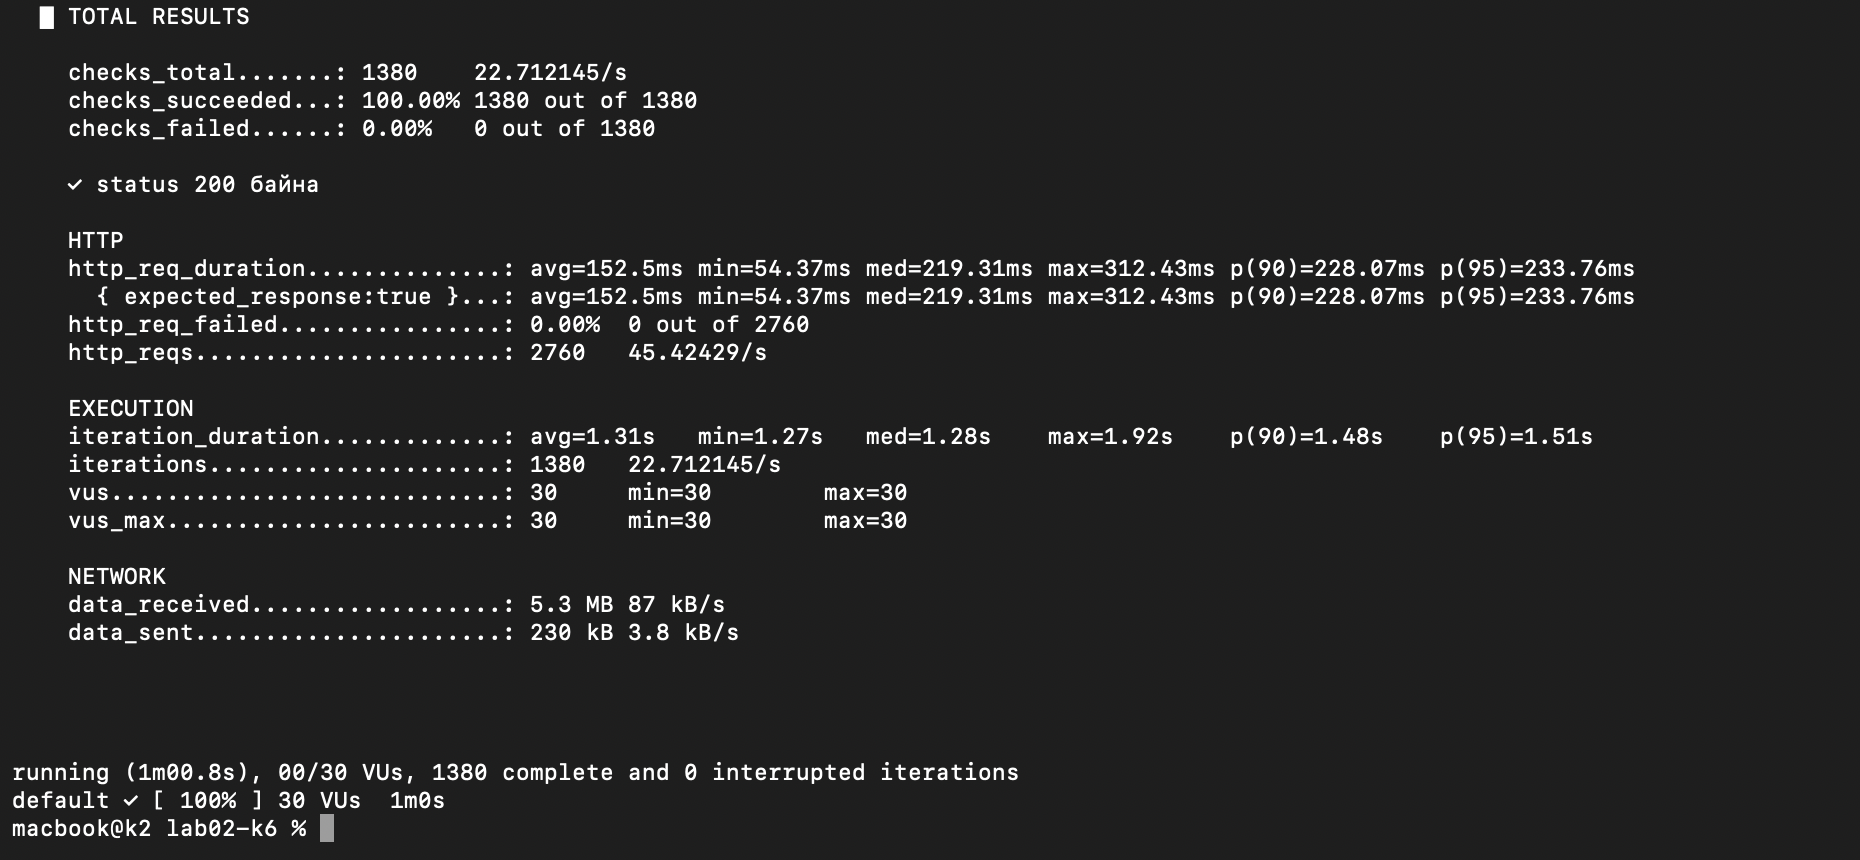 █ TOTAL RESULTS
checks_total.......: 1380    22.712145/s
checks_succeeded...: 100.00% 1380 out of 1380
checks_failed......: 0.00%   0 out of 1380
✓ status 200 байна
HTTP
http_req_duration..............: avg=152.5ms min=54.37ms med=219.31ms max=312.43ms p(90)=228.07ms p(95)=233.76ms
{ expected_response:true }...: avg=152.5ms min=54.37ms med=219.31ms max=312.43ms p(90)=228.07ms p(95)=233.76ms
http_req_failed................: 0.00%  0 out of 2760
http_reqs......................: 2760   45.42429/s
EXECUTION
iteration_duration.............: avg=1.31s   min=1.27s   med=1.28s    max=1.92s    p(90)=1.48s    p(95)=1.51s
iterations.....................: 1380   22.712145/s
vus............................: 30     min=30        max=30
vus_max........................: 30     min=30        max=30
NETWORK
data_received..................: 5.3 MB 87 kB/s
data_sent......................: 230 kB 3.8 kB/s
running (1m00.8s), 00/30 VUs, 1380 complete and 0 interrupted iterations
default ✓ [ 100% ] 30 VUs  1m0s
macbook@k2 lab02-k6 %